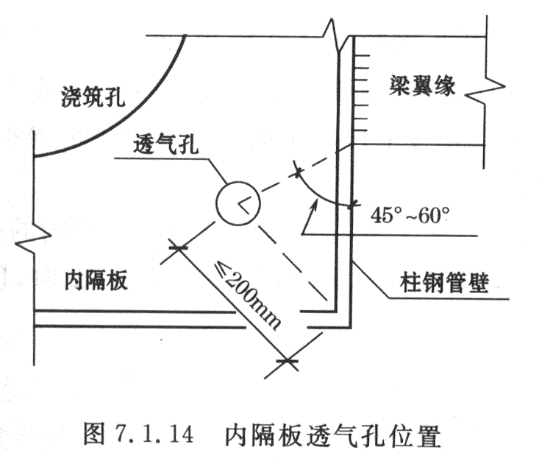 浇筑孔
梁翼缘
透气孔
45°~60°
内隔板
≤200mm
柱钢管壁
图 7.1.14 内隔板透气孔位置